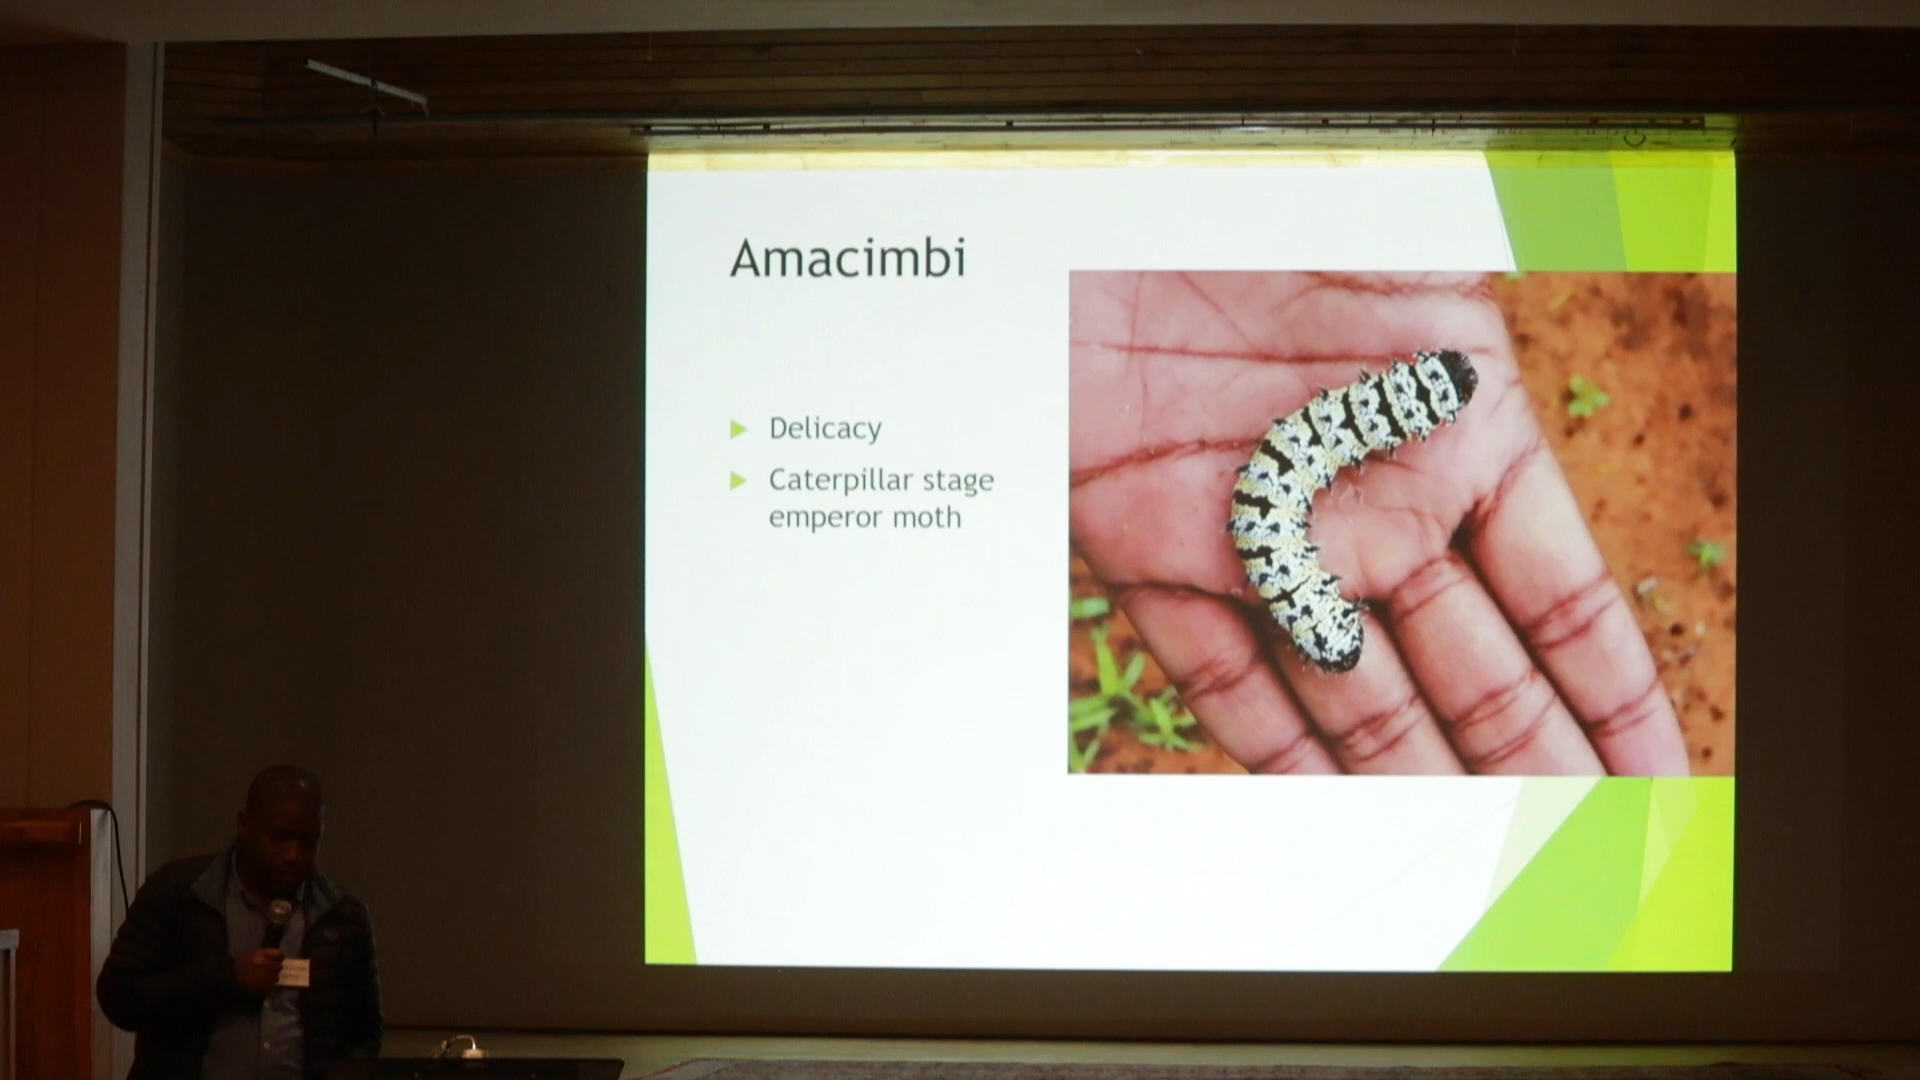 Amacimbi
Delicacy
Caterpillar stage
emperor moth